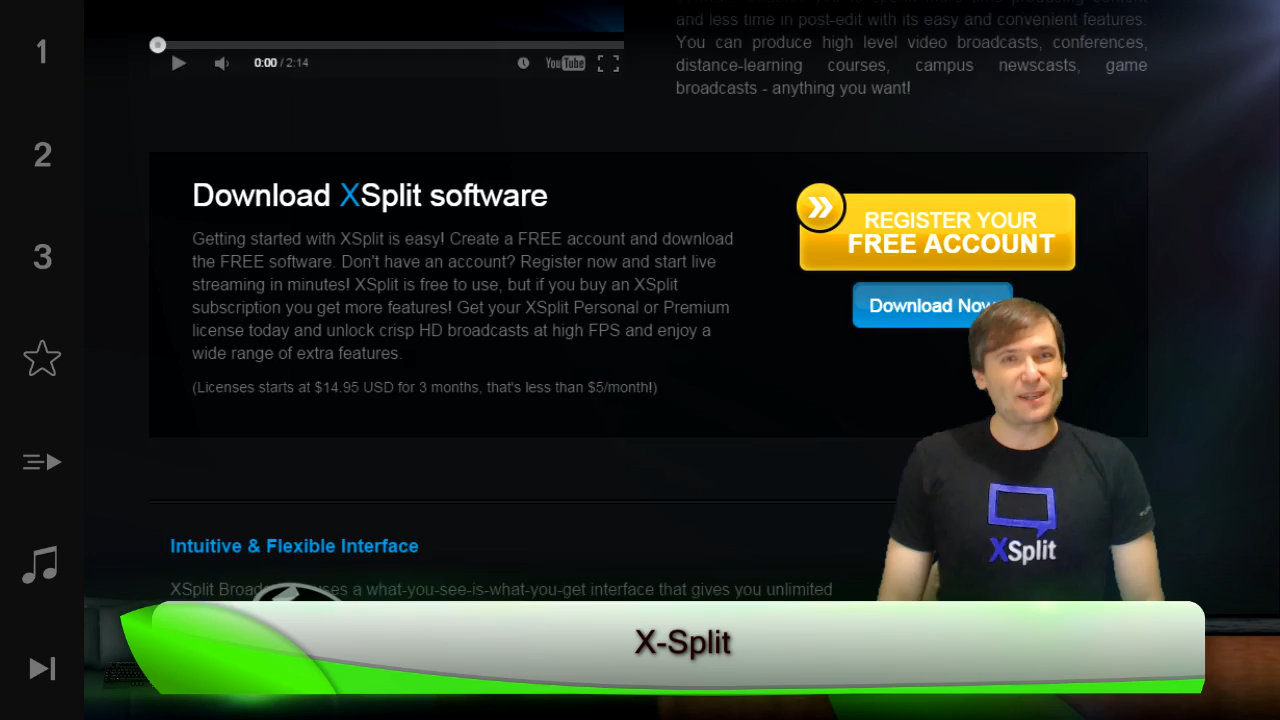 1
2
3
0:00 / 2:14
YouTube
and less time in post-edit with its easy and convenient features.
You can produce high level video broadcasts, conferences,
distance-learning courses, campus newscasts, game
broadcasts - anything you want!
Download XSplit software
Getting started with XSplit is easy! Create a FREE account and download
the FREE software. Don't have an account? Register now and start live
streaming in minutes! XSplit is free to use, but if you buy an XSplit
subscription you get more features! Get your XSplit Personal or Premium
license today and unlock crisp HD broadcasts at high FPS and enjoy a
wide range of extra features.
(Licenses starts at $14.95 USD for 3 months, that's less than $5/month!)
REGISTER YOUR
FREE ACCOUNT
Download Now
XSplit
Intuitive & Flexible Interface
XSplit Broad ses a what-you-see-is-what-you-get interface that gives you unlimited
X-Split